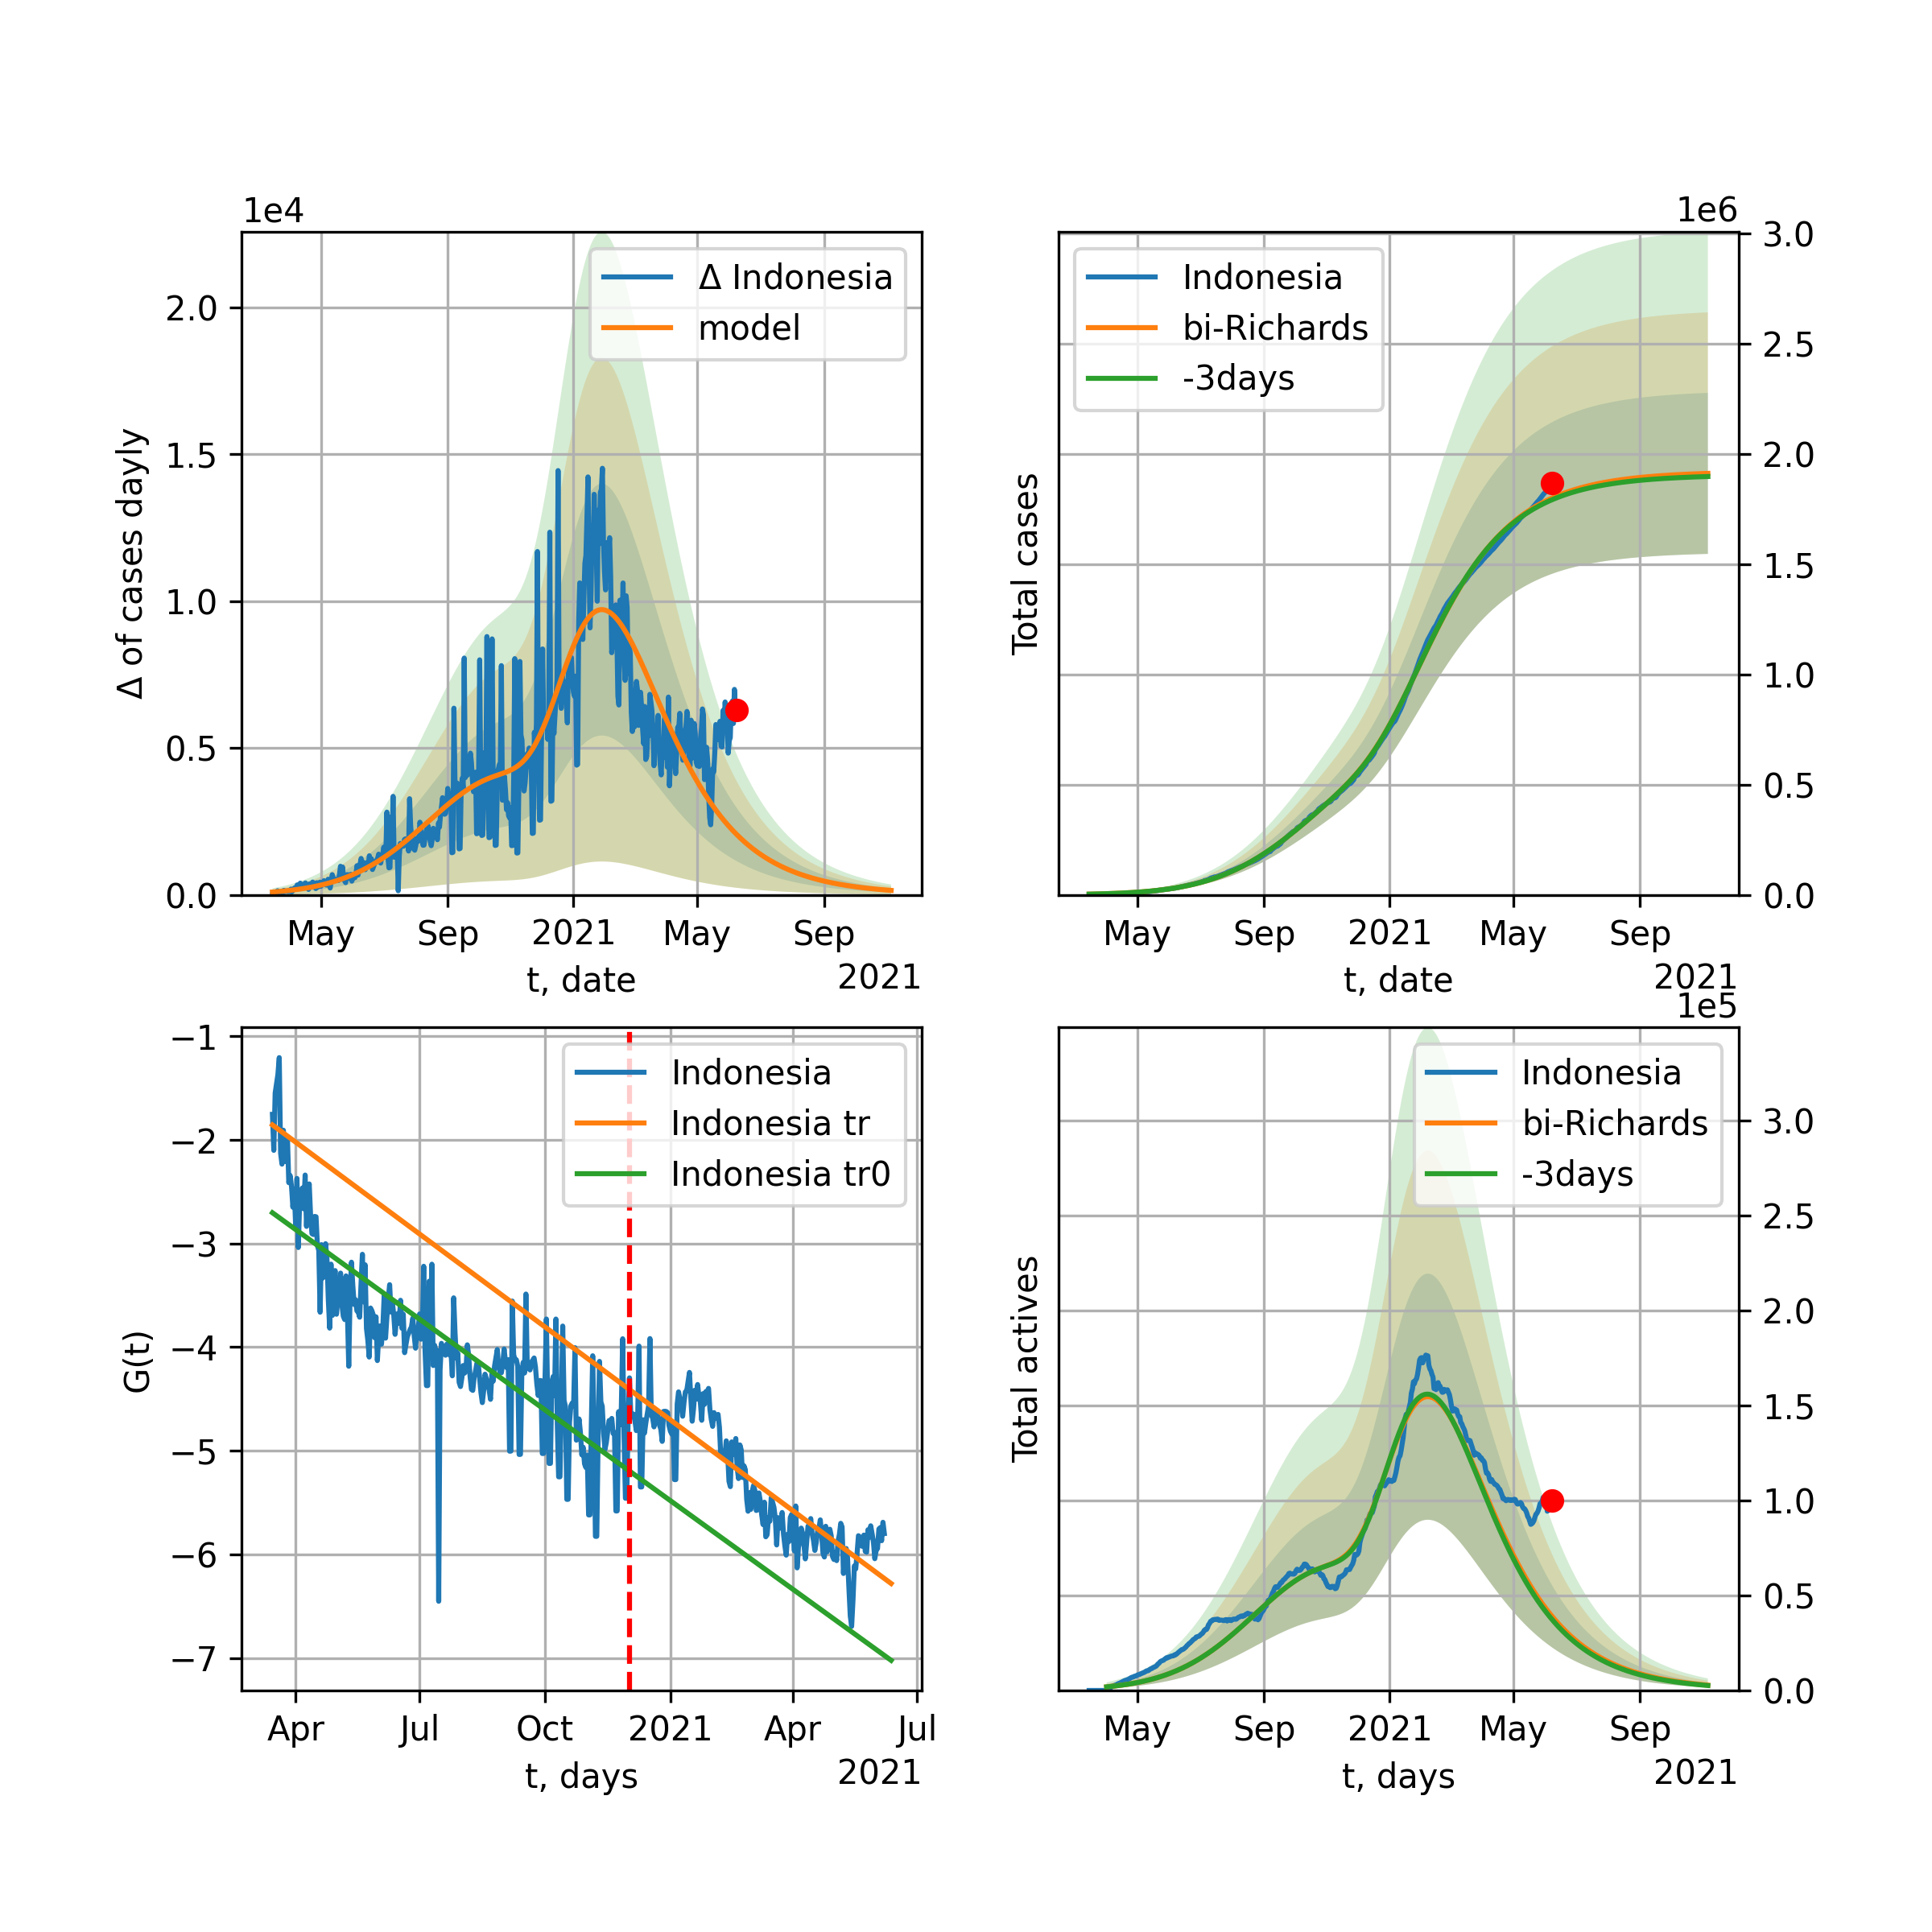 1e4
2.0
1.5
1.0
0.5
0.0
Δ of cases dayly
Δ Indonesia
model
May Sep 2021 May Sep
t, date
2021
1e6
3.0
2.5
2.0
1.5
1.0
0.5
0.0
Total cases
Indonesia
bi-Richards
-3days
May Sep 2021 May Sep
t, date
2021
−1
−2
−3
−4
−5
−6
−7
G(t)
Indonesia
Indonesia tr
Indonesia tr0
Apr Jul Oct 2021 Apr Jul
t, days
2021
1e5
3.0
2.5
2.0
1.5
1.0
0.5
0.0
Total actives
Indonesia
bi-Richards
-3days
May Sep 2021 May Sep
t, days
2021